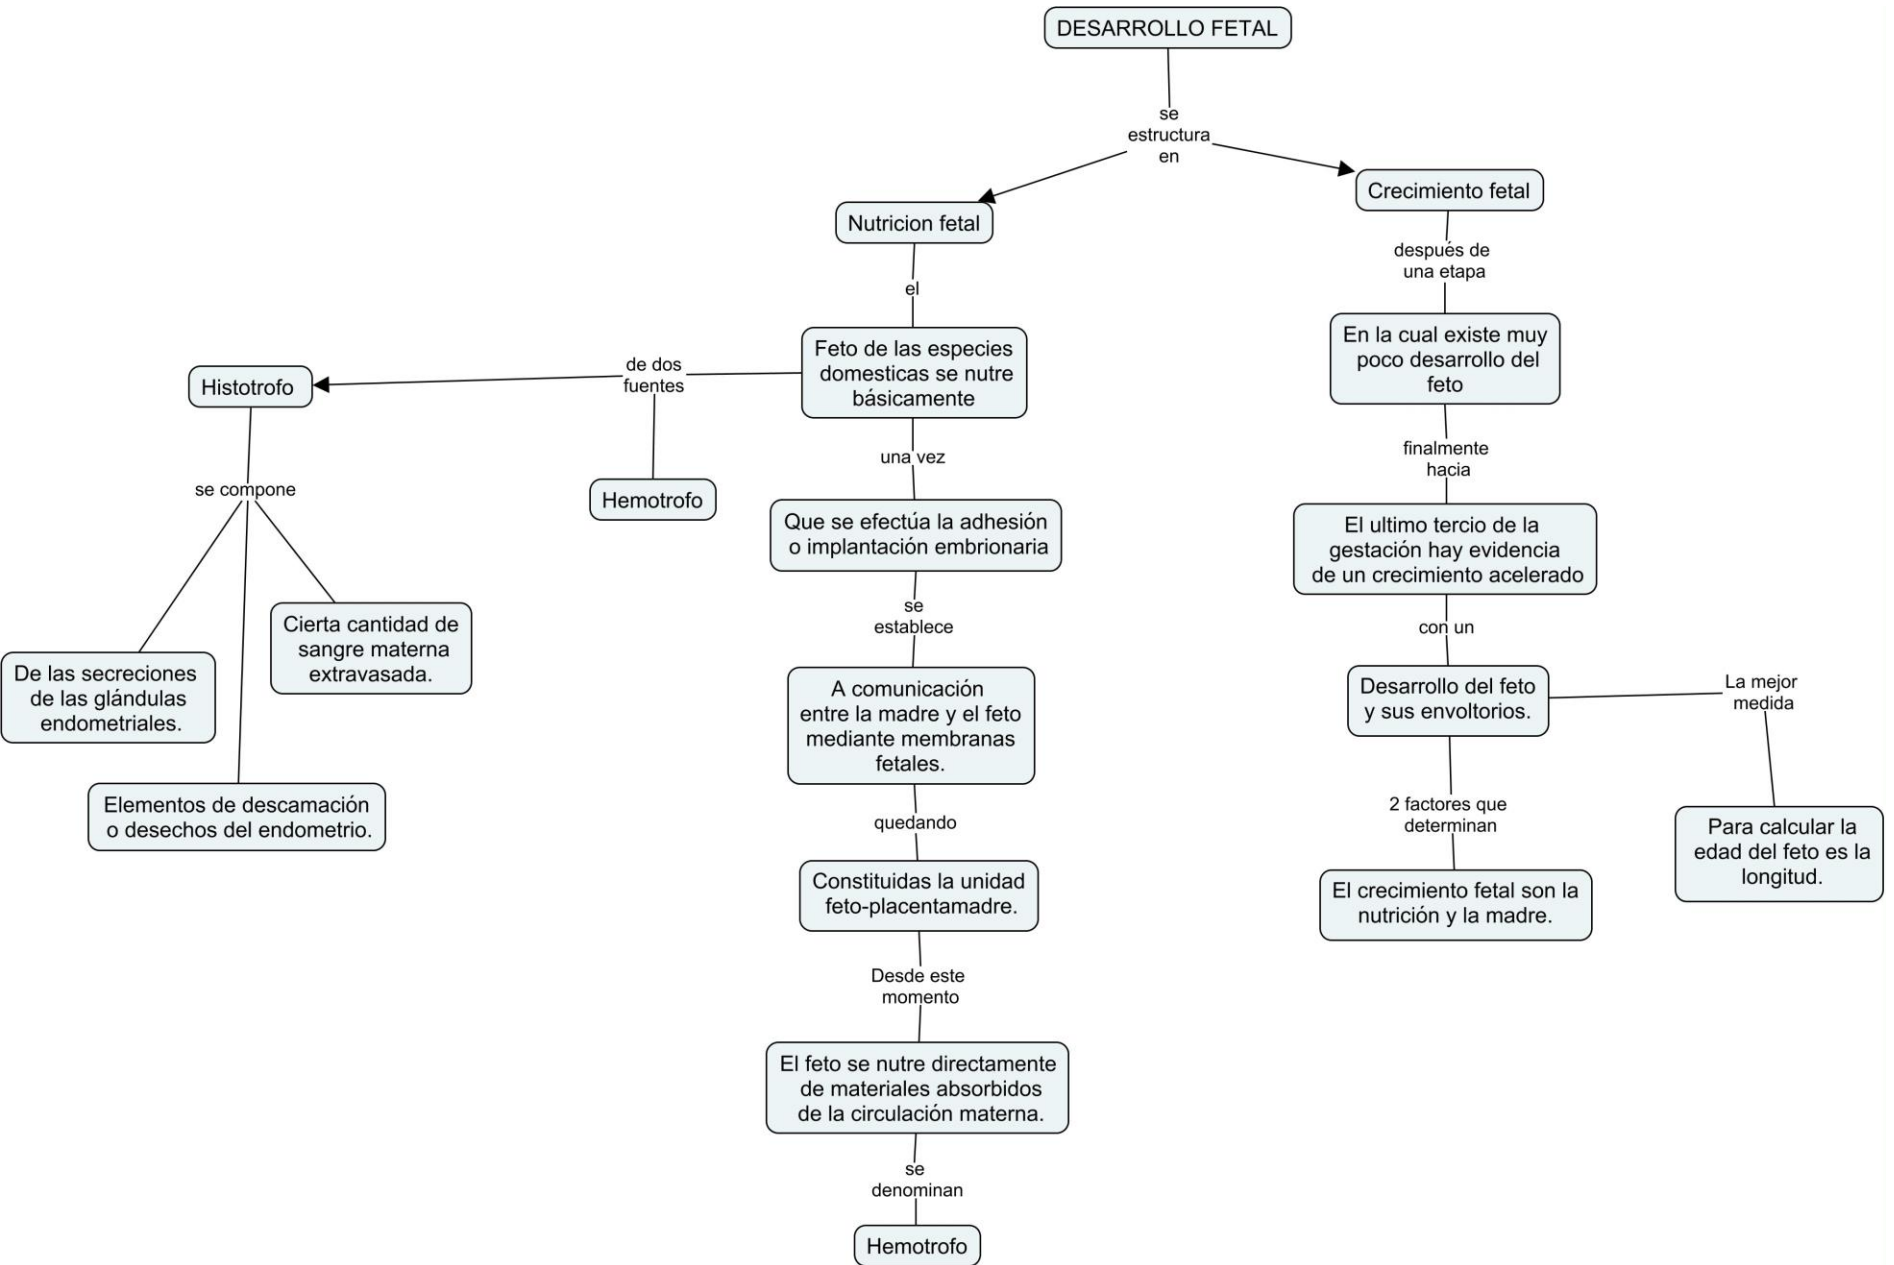 DESARROLLO FETAL
se
estructura
en
Nutricion fetal
el
Feto de las especies
domesticas se nutre
básicamente
de dos
fuentes
Histotrofo
se compone
De las secreciones
de las glándulas
endometriales.
Elementos de descamación
o desechos del endometrio.
Cierta cantidad de
sangre materna
extravasada.
Hemotrofo
una vez
Que se efectúa la adhesión
o implantación embrionaria
se
establece
A comunicación
entre la madre y el feto
mediante membranas
fetales.
quedando
Constituidas la unidad
feto-placentamadre.
Desde este
momento
El feto se nutre directamente
de materiales absorbidos
de la circulación materna.
se
denominan
Hemotrofo
Crecimiento fetal
después de
una etapa
En la cual existe muy
poco desarrollo del
feto
finalmente
hacia
El ultimo tercio de la
gestación hay evidencia
de un crecimiento acelerado
con un
Desarrollo del feto
y sus envoltorios.
2 factores que
determinan
El crecimiento fetal son la
nutrición y la madre.
La mejor
medida
Para calcular la
edad del feto es la
longitud.